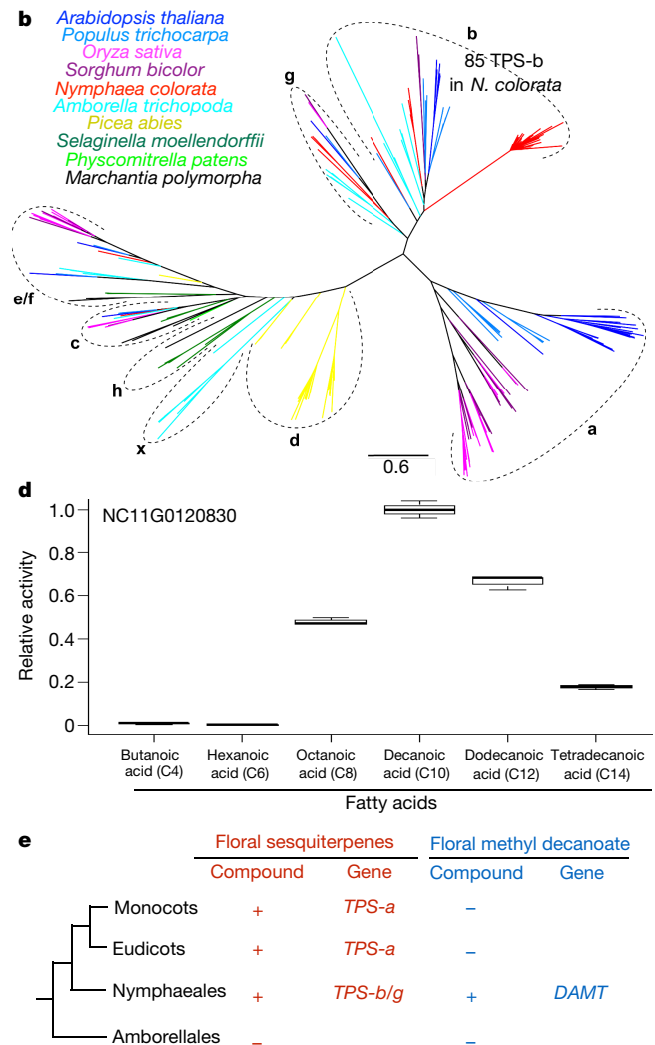 b
Arabidopsis thaliana
Populus trichocarpa
Oryza sativa
Sorghum bicolor
Nymphaea colorata
Amborella trichopoda
Picea abies
Selaginella moellendorffii
Physcomitrella patens
Marchantia polymorpha
b
85 TPS-b
in N. colorata
g
e/f
c
h
x
d
a
0.6
d
NC11G0120830
Relative activity
1.0
0.8
0.6
0.4
0.2
0
Butanoic
acid (C4)
Hexanoic
acid (C6)
Octanoic
acid (C8)
Decanoic
acid (C10)
Dodecanoic
acid (C12)
Tetradecanoic
acid (C14)
Fatty acids
e
Floral sesquiterpenes Floral methyl decanoate
Compound Gene Compound Gene
Monocots + TPS-a –
Eudicots + TPS-a –
Nymphaeales + TPS-b/g + DAMT
Amborellales – –